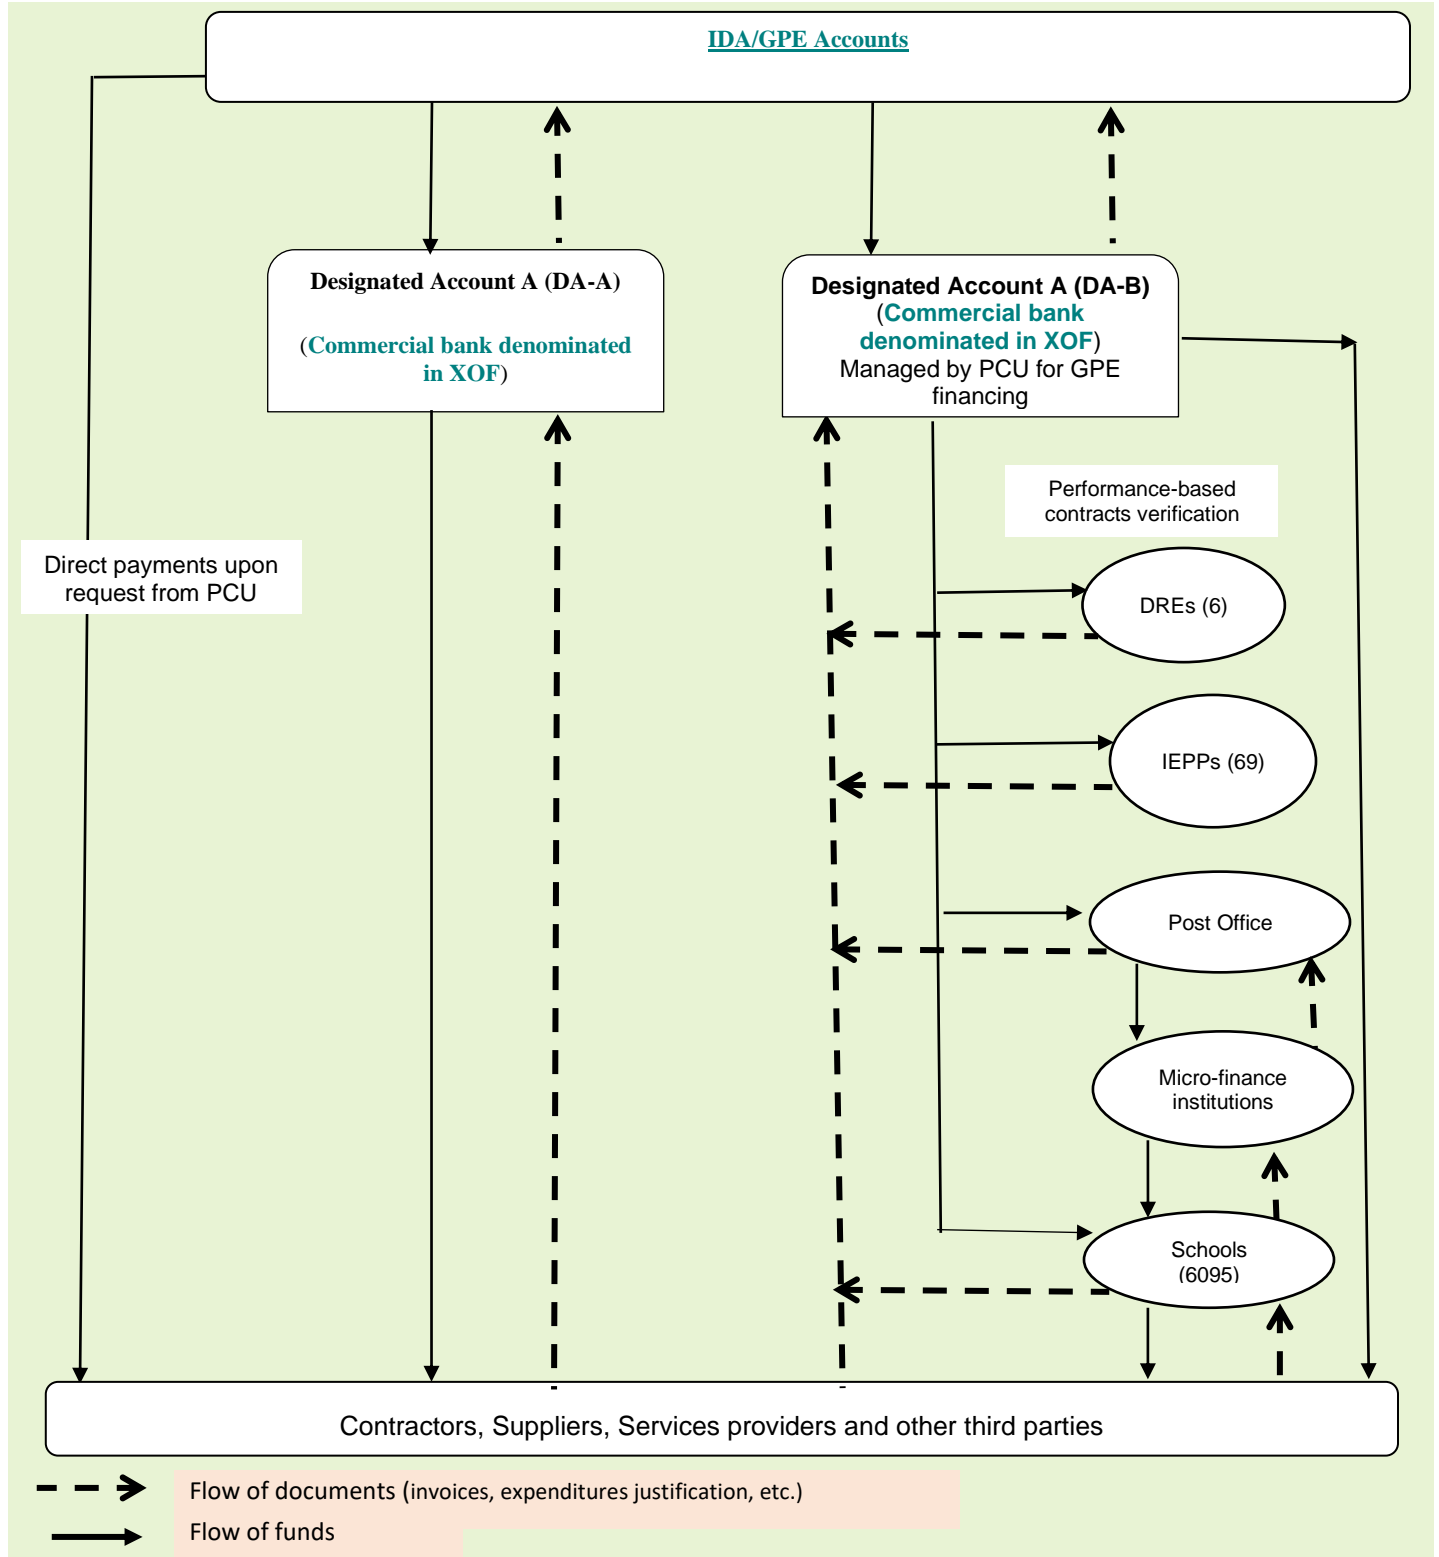 IDA/GPE Accounts
Designated Account A (DA-A)
(Commercial bank denominated
in XOF)
Designated Account A (DA-B)
(Commercial bank
denominated in XOF)
Managed by PCU for GPE
financing
Performance-based
contracts verification
Direct payments upon
request from PCU
DREs (6)
IEPPs (69)
Post Office
Micro-finance
institutions
Schools
(6095)
Contractors, Suppliers, Services providers and other third parties
Flow of documents (invoices, expenditures justification, etc.)
Flow of funds